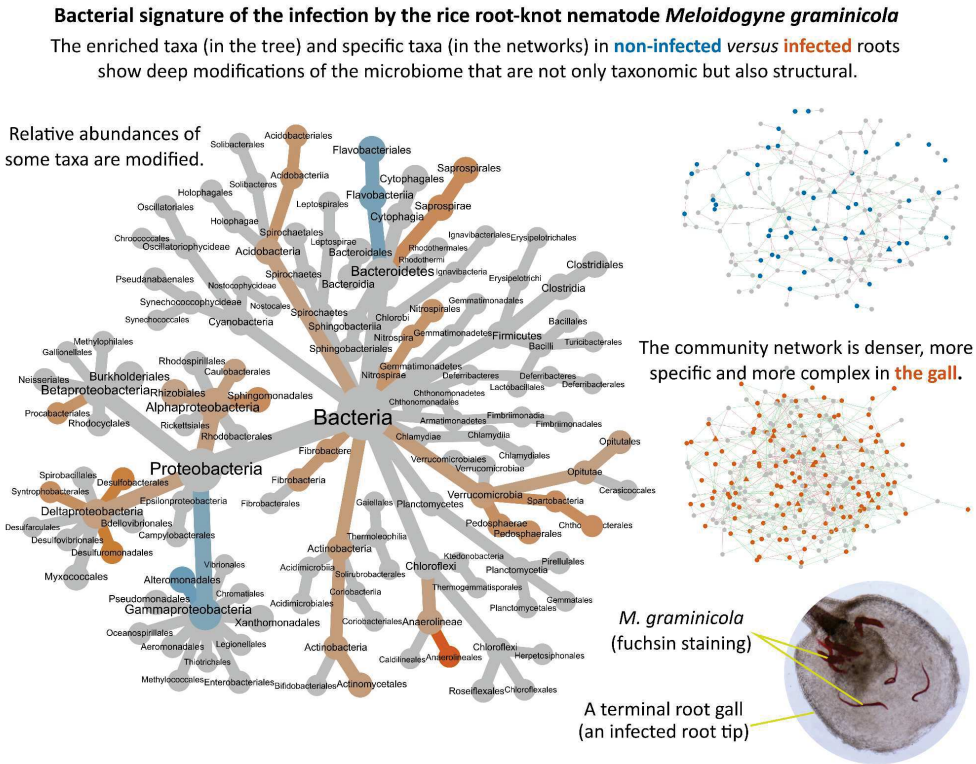 Bacterial signature of the infection by the rice root-knot nematode Meloidogyne graminicola
The enriched taxa (in the tree) and specific taxa (in the networks) in non-infected versus infected roots
show deep modifications of the microbiome that are not only taxonomic but also structural.
Relative abundances of
some taxa are modified.
Acidobacteriales
Solibacterales
Flavobacteriales
Saprospirales
Acidobacteriia
Cytophagales
Solibacteres
Holophagales
Flavobacteriia
Leptospirales
Saprospirae
Oscillatoriales
Cytophagia
Holophagae
Spirochaetales
Ignavibacteriales
Erysipelotrichales
Chroococcales
Oscillatoriophycideae
Leptospirae
Acidobacteria
Bacteroidales
Rhodothermales
Rhodothermi
Clostridiales
Bacteroidetes
Ignavibacteria
Spirochaetes
Pseudanabaenales
Nostocophycideae
Bacteroidia
Erysipelotrichi
Clostridia
Synechococcophycideae
Nostocales
Gemmatimonadales
Nitrospirales
Spirochaetes
Chlorobi
Synechococcales
Cyanobacteria
Sphingobacteriia
Bacillales
Nitrospira
Gemmatimonadetes
Firmicutes
Turicibacterales
Methylophilales
Gallionellales
Sphingobacteriales
Bacilli
Rhodospirillales
Gemmatimonadetes
Nitrospirae
Caulobacterales
Neisseriales
Burkholderiales
Deferribacteres
Deferribacteres
Deferribacterales
Betaproteobacteria
Rhizobiales
Sphingomonadales
Chthonomonadetes
Lactobacillales
Chthonomonadales
Procabacteriales
Alphaproteobacteria
Bacteria
Fimbriimonadia
Rhodocyclales
Rickettsiales
Armatimonadetes
Fimbriimonadales
Rhodobacterales
Chlamydiae
Chlamydiia
Opitutales
Fibrobacteres
Chlamydiales
Proteobacteria
Verrucomicrobiales
Verrucomicrobiae
Opitutae
Spirobacillales
Desulfobacterales
Fibrobacteria
Cerasicoccales
Syntrophobacterales
Epsilonproteobacteria
Fibrobacterales
Gaiellales
Planctomycetes
Verrucomicrobia
Spartobacteria
Deltaproteobacteria
Bdellovibrionales
Pedosphaerae
Pedosphaerales
Desulfarculales
Campylobacterales
Thermoleophilia
Desulfovibrionales
Actinobacteria
Desulfuromonadales
Ktedonobacteria
Pirellulales
Vibrionales
Acidimicrobiia
Solirubrobacterales
Chloroflexi
Planctomycetia
Myxococcales
Alteromonadales
Chromatiales
Coriobacteriia
Thermogemmatisporales
Pseudomonadales
Acidimicrobiales
Gemmatales
Gammaproteobacteria
Planctomycetales
Xanthomonadales
Coriobacteriales
Anaerolineae
Oceanospirillales
Legionellales
Actinobacteria
Aeromonadales
Chloroflexi
Thiotrichales
Caldilineales
Anaerolineales
Herpetosiphonales
Methylococcales
Enterobacteriales
Bifidobacteriales
Actinomycetales
Roseiflexales
Chloroflexales
The community network is denser, more
specific and more complex in the gall.
M. graminicola
(fuchsin staining)
A terminal root gall
(an infected root tip)